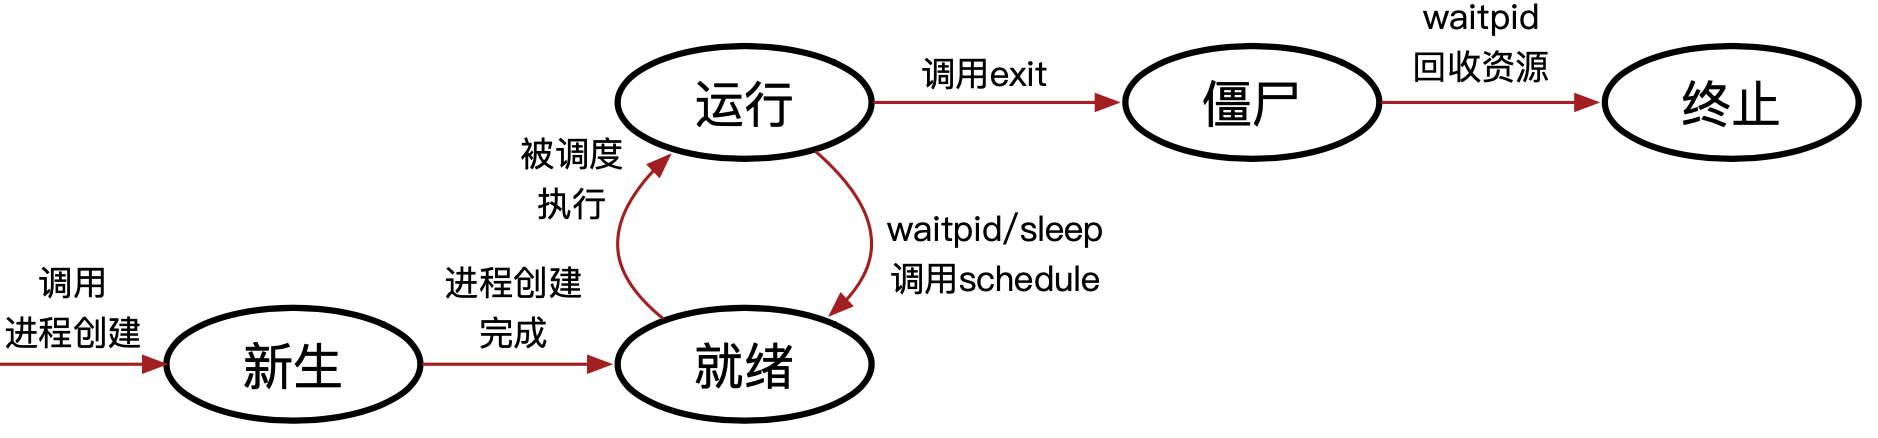 waitpid
回收资源
调用exit
运行
僵尸
终止
被调度
执行
waitpid/sleep
调用schedule
调用
进程创建
进程创建
完成
新生
就绪